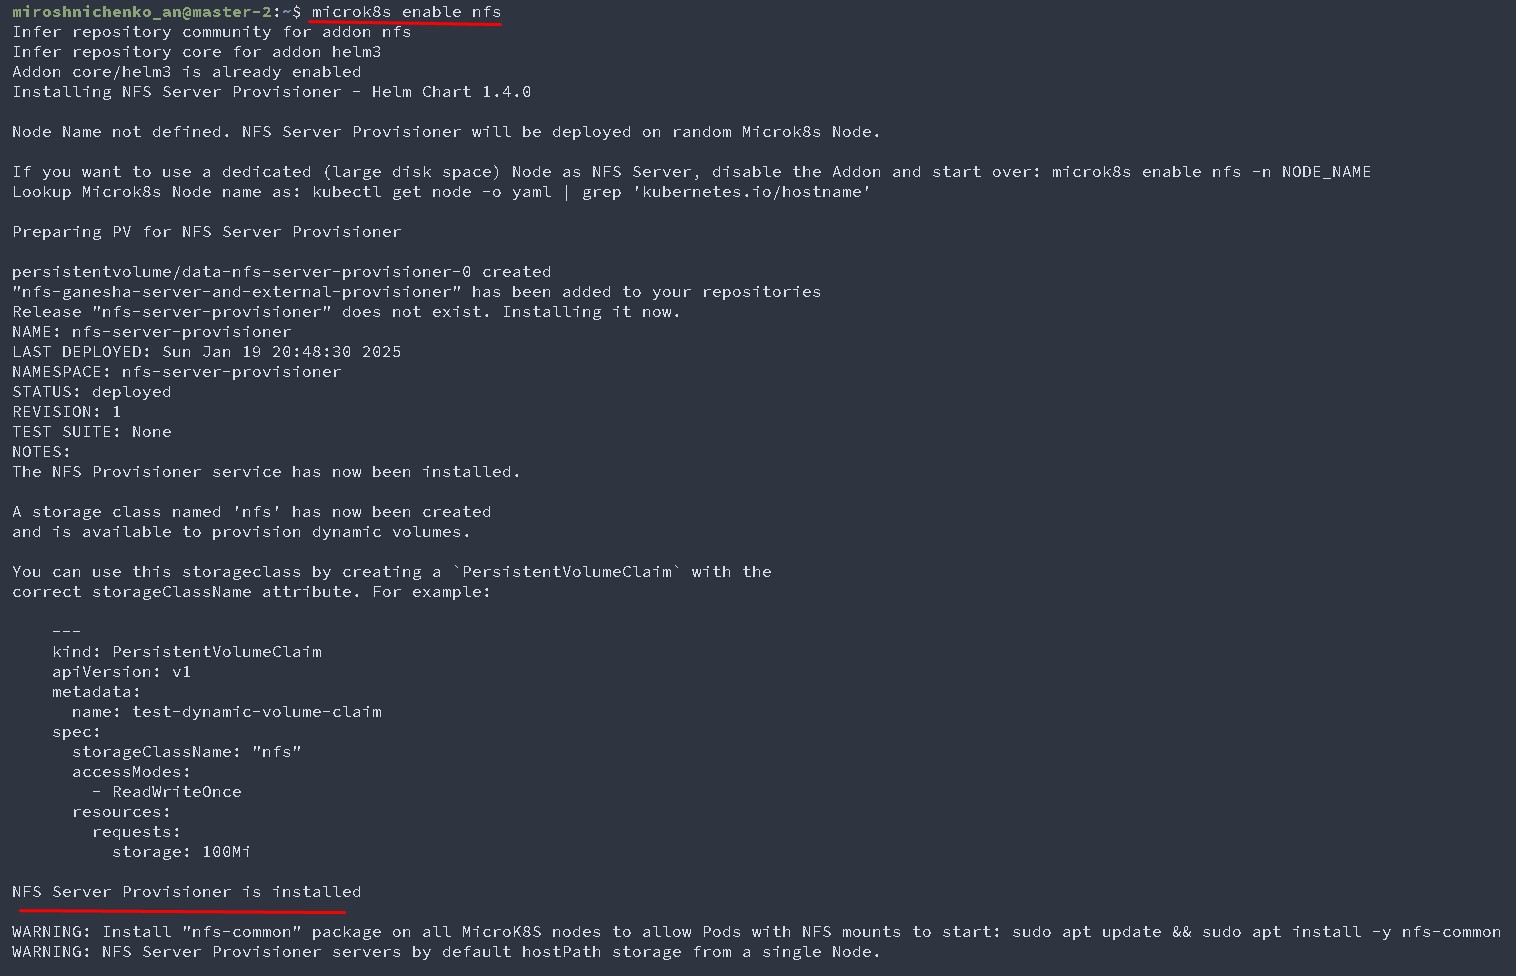 miroshnichenko_an@master-2:~$ microk8s enable nfs
Infer repository community for addon nfs
Infer repository core for addon helm3
Addon core/helm3 is already enabled
Installing NFS Server Provisioner - Helm Chart 1.4.0
Node Name not defined. NFS Server Provisioner will be deployed on random Microk8s Node.
If you want to use a dedicated (large disk space) Node as NFS Server, disable the Addon and start over: microk8s enable nfs -n NODE_NAME
Lookup Microk8s Node name as: kubectl get node -o yaml | grep 'kubernetes.io/hostname'
Preparing PV for NFS Server Provisioner
persistentvolume/data-nfs-server-provisioner-0 created
"nfs-ganesha-server-and-external-provisioner" has been added to your repositories
Release "nfs-server-provisioner" does not exist. Installing it now.
NAME: nfs-server-provisioner
LAST DEPLOYED: Sun Jan 19 20:48:30 2025
NAMESPACE: nfs-server-provisioner
STATUS: deployed
REVISION: 1
TEST SUITE: None
NOTES:
The NFS Provisioner service has now been installed.
A storage class named 'nfs' has now been created
and is available to provision dynamic volumes.
You can use this storageclass by creating a `PersistentVolumeClaim` with the
correct storageClassName attribute. For example:
---
kind: PersistentVolumeClaim
apiVersion: v1
metadata:
name: test-dynamic-volume-claim
spec:
storageClassName: "nfs"
accessModes:
- ReadWriteOnce
resources:
requests:
storage: 100Mi
NFS Server Provisioner is installed
WARNING: Install "nfs-common" package on all MicroK8S nodes to allow Pods with NFS mounts to start: sudo apt update && sudo apt install -y nfs-common
WARNING: NFS Server Provisioner servers by default hostPath storage from a single Node.